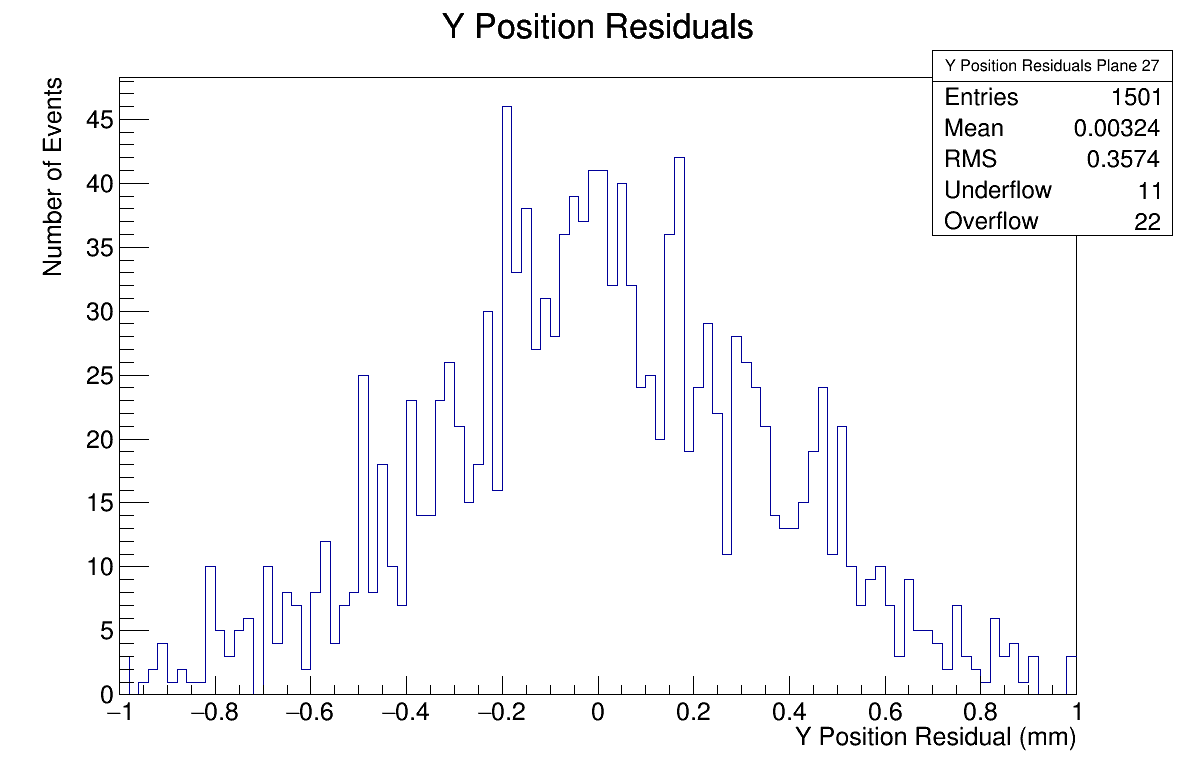 Y Position Residuals
Y Position Residuals Plane 27
Entries 1501
Mean 0.00324
RMS 0.3574
Underflow 11
Overflow 22
Number of Events
45
40
35
30
25
20
15
10
5
0
−1 −0.8 −0.6 −0.4 −0.2 0 0.2 0.4 0.6 0.8 1
Y Position Residual (mm)